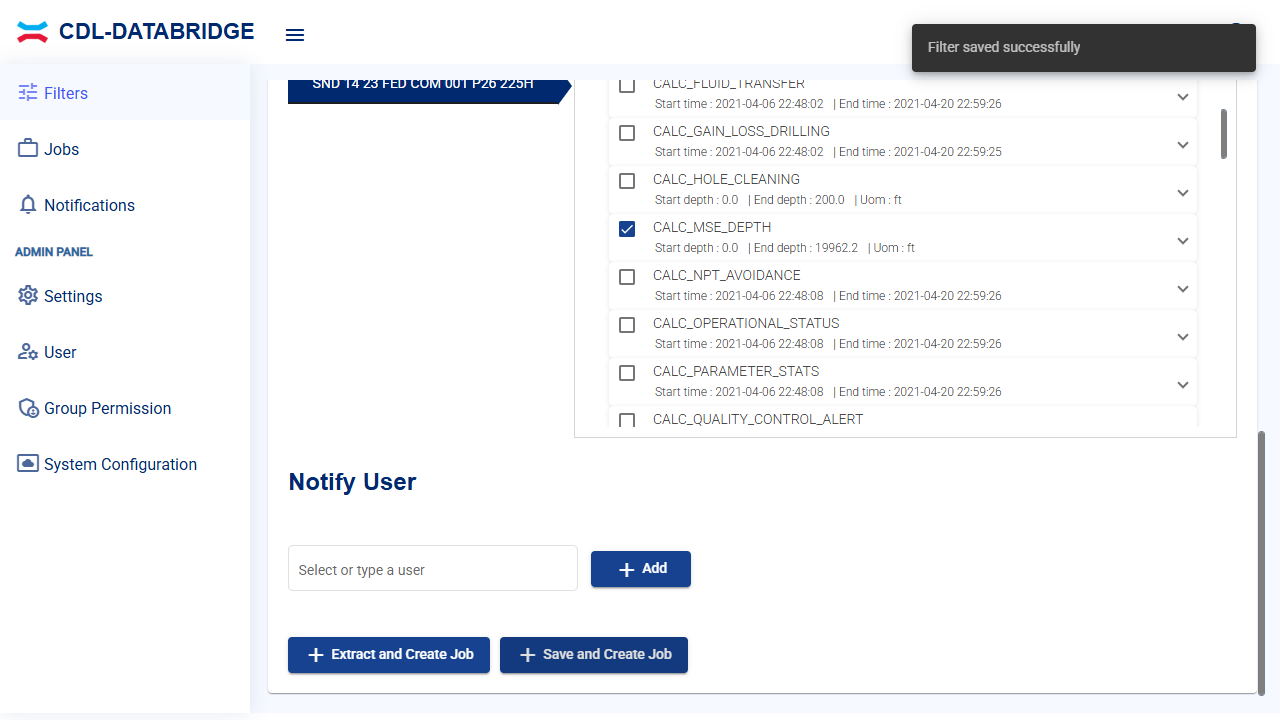 CDL-DATABRIDGE
Filter saved successfully
Filters
Jobs
Notifications
ADMIN PANEL
Settings
User
Group Permission
System Configuration
SND 14 23 FED COM 001 P26 225H
CALC_FLUID_TRANSFER
Start time : 2021-04-06 22:48:02 | End time : 2021-04-20 22:59:26
CALC_GAIN_LOSS_DRILLING
Start time : 2021-04-06 22:48:02 | End time : 2021-04-20 22:59:25
CALC_HOLE_CLEANING
Start depth : 0.0 | End depth : 200.0 | Uom : ft
CALC_MSE_DEPTH
Start depth : 0.0 | End depth : 19962.2 | Uom : ft
CALC_NPT_AVOIDANCE
Start time : 2021-04-06 22:48:08 | End time : 2021-04-20 22:59:26
CALC_OPERATIONAL_STATUS
Start time : 2021-04-06 22:48:08 | End time : 2021-04-20 22:59:26
CALC_PARAMETER_STATS
Start time : 2021-04-06 22:48:08 | End time : 2021-04-20 22:59:26
CALC_QUALITY_CONTROL_ALERT
Notify User
Select or type a user
Add
Extract and Create Job
Save and Create Job